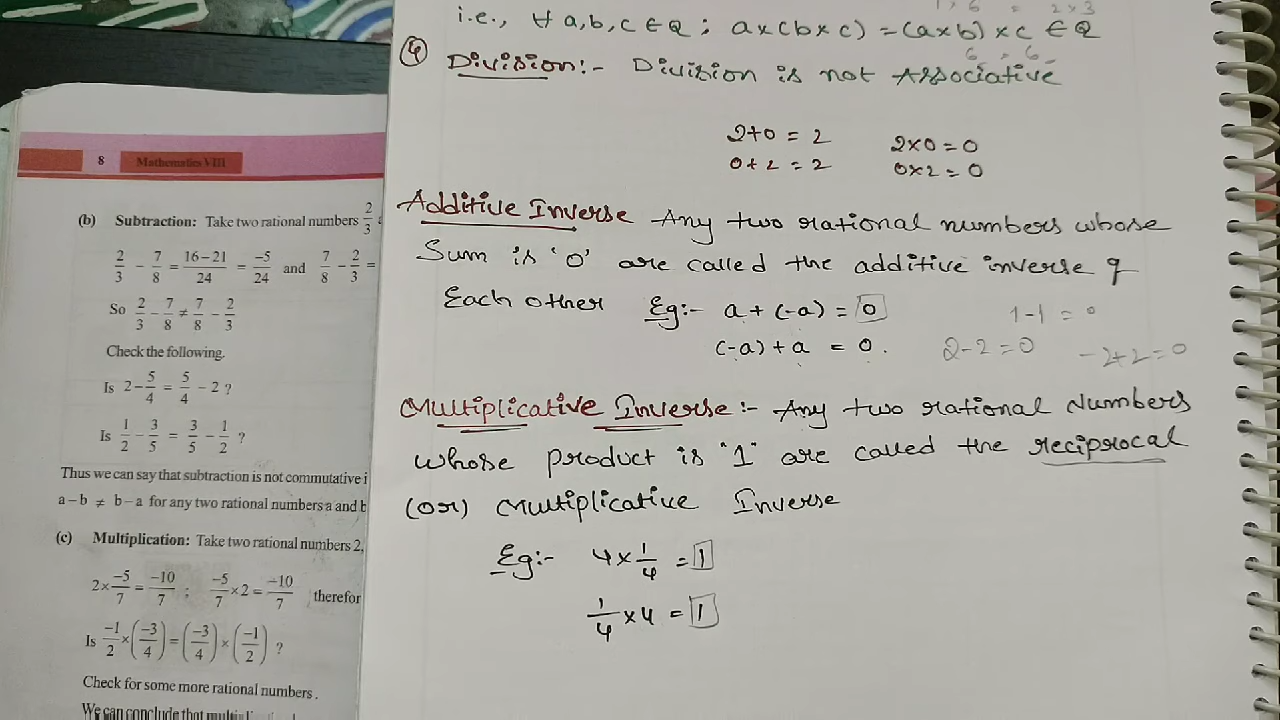 8 Mathematics VIII
(b) Subtraction: Take two rational numbers 2/3
2/3 - 7/8 = 16-21/24 = -5/24 and 7/8 - 2/3 =
So 2/3 - 7/8 ≠ 7/8 - 2/3
Check the following.
Is 2 - 5/4 = 5/4 - 2 ?
Is 1/2 - 3/5 = 3/5 - 1/2 ?
Thus we can say that subtraction is not commutative i
a-b ≠ b-a for any two rational numbers a and b
(c) Multiplication: Take two rational numbers 2,
2× -5/7 = -10/7 ; -5/7 ×2 = -10/7 therefor
Is -1/2 × (-3/4) = (-3/4) × (-1/2) ?
Check for some more rational numbers.
We can conclude that
i.e., ∀ a,b,c ∈ Q ; a×(b×c) = (a×b)×c ∈ Q
6 = 6
④ Division:- Division is not Associative
2+0 = 2 2×0 = 0
0+2 = 2 0×2 = 0
Additive Inverse Any two rational numbers whose
Sum is '0' are called the additive inverse of
Each other Eg:- a + (-a) = 0 1-1 = 0
(-a) + a = 0. 2-2=0 -2+2=0
Multiplicative Inverse:- Any two rational Numbers
whose product is "1" are called the reciprocal
(or) Multiplicative Inverse
Eg:- 4 × 1/4 = 1
1/4 × 4 = 1